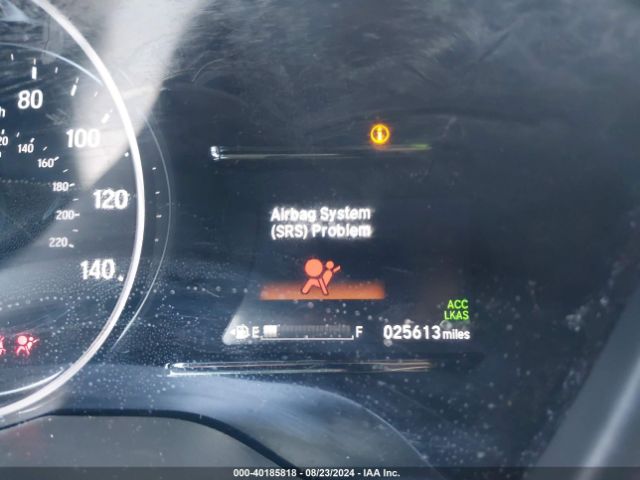 80
100
120
140
h
20
140
160
180
200
220
Airbag System
(SRS) Problem
ACC
LKAS
E
F
025613 miles
000-40185818 - 08/23/2024 - IAA Inc.